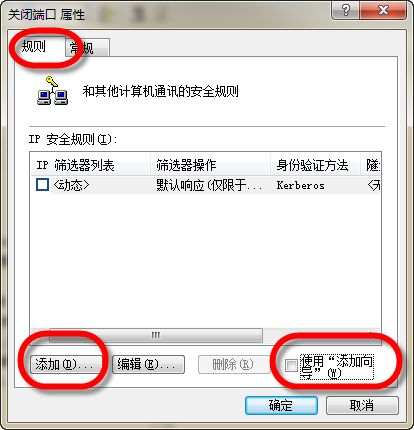 关闭端口 属性
规则 常规
和其他计算机通讯的安全规则
IP 安全规则(I):
IP 筛选器列表 筛选器操作 身份验证方法 隧
<动态> 默认响应(仅限于... Kerberos
添加(D)... 编辑(E)... 删除(R) 使用“添加向
导”(W)
确定 取消